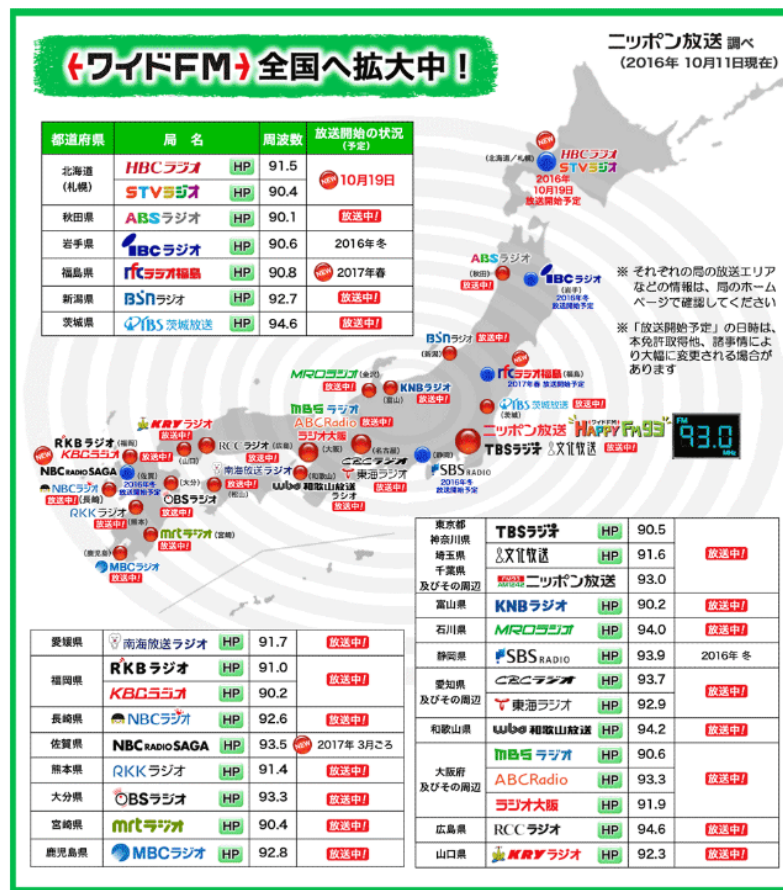 ワイドFM 全国へ拡大中！
ニッポン放送 調べ
（2016年 10月11日現在）
都道府県 局 名 周波数 放送開始の状況（予定）
北海道（札幌） HBCラジオ HP 91.5 NEW 10月19日
STVラジオ HP 90.4
秋田県 ABSラジオ HP 90.1 放送中!
岩手県 IBCラジオ HP 90.6 2016年冬
福島県 rfcラジオ福島 HP 90.8 NEW 2017年春
新潟県 BSNラジオ HP 92.7 放送中!
茨城県 IBS茨城放送 HP 94.6 放送中!
NEW
（北海道／札幌） HBCラジオ
STVラジオ
2016年
10月19日
放送開始予定
ABSラジオ
（秋田）
放送中!
IBCラジオ
（岩手）
2016年冬
放送開始予定
※ それぞれの局の放送エリア
などの情報は、局のホーム
ページで確認してください
※「放送開始予定」の日時は、
本免許取得他、諸事情によ
り大幅に変更される場合が
あります
BSNラジオ 放送中!
（新潟）
NEW
rfcラジオ福島（福島）
2017年春 放送開始予定
IBS茨城放送 放送中!
（茨城）
MROラジオ（金沢）
放送中!
KNBラジオ
（富山） 放送中!
MBSラジオ
ABCRadio 放送中!
ラジオ大阪
（大阪）
ニッポン放送 ワイドFM HAPPY FM93
FM 93.0 MHz
TBSラジオ 文化放送 放送中!
（静岡）
SBS RADIO
2016年冬
放送開始予定
（名古屋）
CBCラジオ
東海ラジオ
放送中!
wbs和歌山放送
ラジオ
（和歌山） 放送中!
KRYラジオ
放送中!
（山口）
RCCラジオ（広島）
放送中!
RKBラジオ（福岡）
NEW KBCラジオ 放送中!
NBC RADIO SAGA（佐賀）
2016年冬
放送開始予定
NBCラジオ
放送中!（長崎）
（大分）
OBSラジオ
放送中!
南海放送ラジオ
放送中!（松山）
RKKラジオ
放送中!（熊本）
mrtラジオ（宮崎）
放送中!
（鹿児島）
MBCラジオ
放送中!
東京都
神奈川県
埼玉県
千葉県
及びその周辺
TBSラジオ HP 90.5
文化放送 HP 91.6 放送中!
FM93 AM1242 ニッポン放送 HP 93.0
富山県 KNBラジオ HP 90.2 放送中!
石川県 MROラジオ HP 94.0 放送中!
静岡県 SBS RADIO HP 93.9 2016年 冬
愛知県及びその周辺 CBCラジオ HP 93.7 放送中!
東海ラジオ HP 92.9
和歌山県 wbs和歌山放送 HP 94.2 放送中!
大阪府及びその周辺 MBSラジオ HP 90.6 放送中!
ABCRadio HP 93.3
ラジオ大阪 HP 91.9
広島県 RCCラジオ HP 94.6 放送中!
山口県 KRYラジオ HP 92.3 放送中!
愛媛県 南海放送ラジオ HP 91.7 放送中!
福岡県 RKBラジオ HP 91.0 放送中!
KBCラジオ HP 90.2
長崎県 NBCラジオ HP 92.6 放送中!
佐賀県 NBC RADIO SAGA HP 93.5 NEW 2017年 3月ごろ
熊本県 RKKラジオ HP 91.4 放送中!
大分県 OBSラジオ HP 93.3 放送中!
宮崎県 mrtラジオ HP 90.4 放送中!
鹿児島県 MBCラジオ HP 92.8 放送中!